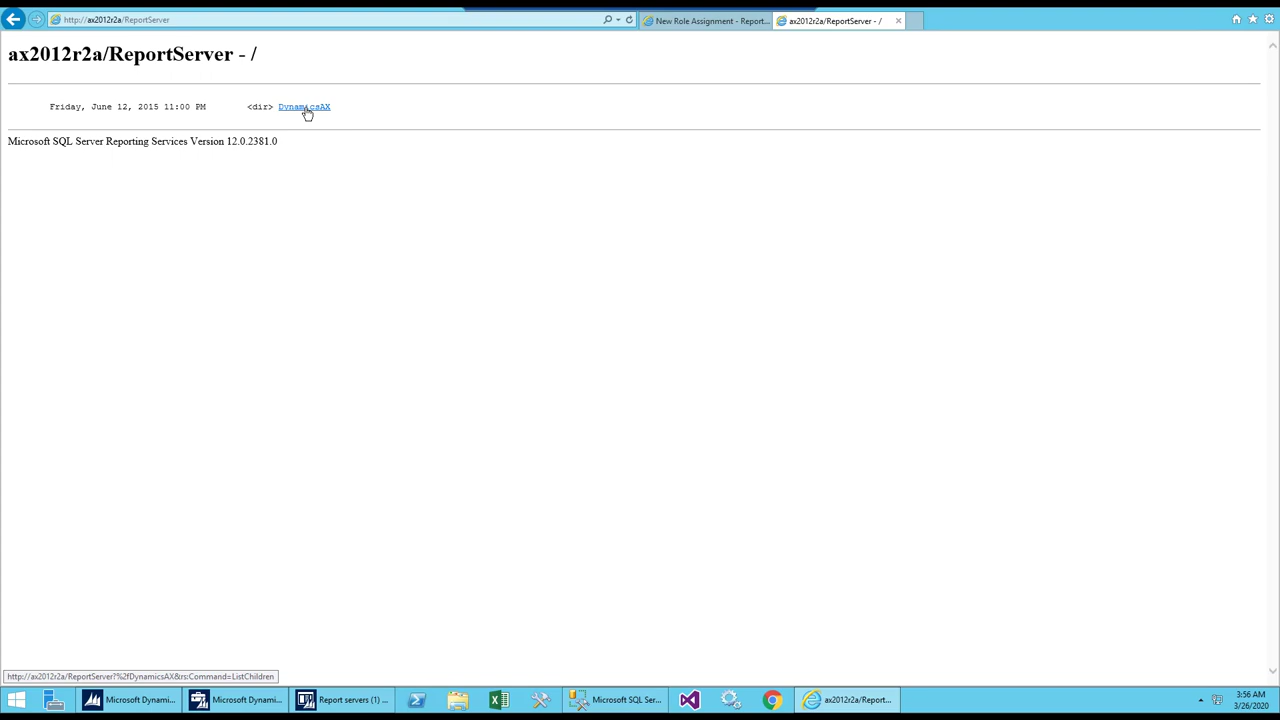 http://ax2012r2a/ReportServer
New Role Assignment - Report...
ax2012r2a/ReportServer - /
ax2012r2a/ReportServer - /
Friday, June 12, 2015 11:00 PM <dir> DynamicsAX
Microsoft SQL Server Reporting Services Version 12.0.2381.0
http://ax2012r2a/ReportServer?%2fDynamicsAX&rs:Command=ListChildren
Microsoft Dynami...
Microsoft Dynami...
Report servers (1) ...
Microsoft SQL Ser...
ax2012r2a/Report...
3:56 AM
3/26/2020